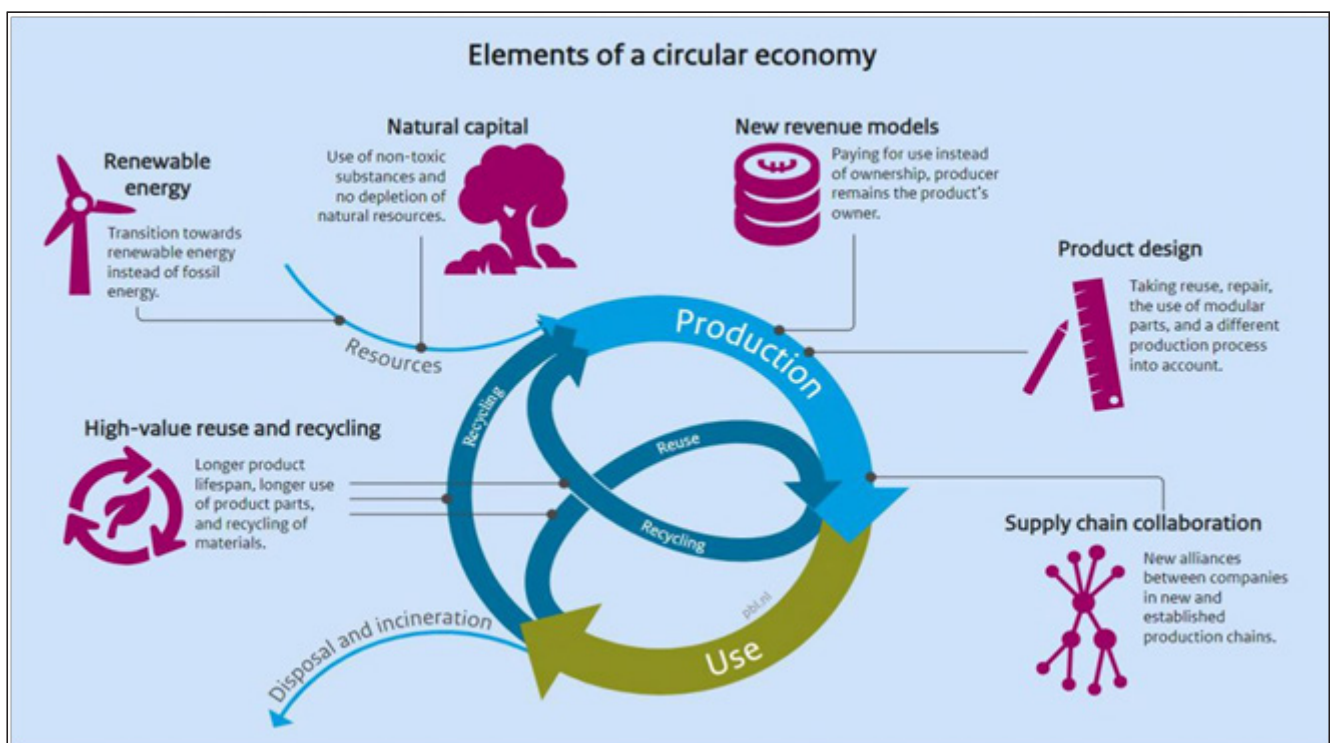 Elements of a circular economy
Natural capital
Use of non-toxic
substances and
no depletion of
natural resources.
New revenue models
Paying for use instead
of ownership, producer
remains the product's
owner.
Renewable
energy
Transition towards
renewable energy
instead of fossil
energy.
Product design
Taking reuse, repair,
the use of modular
parts, and a different
production process
into account.
Resources
Production
Recycling
High-value reuse and recycling
Longer product
lifespan, longer use
of product parts,
and recycling of
materials.
Reuse
Recycling
Supply chain collaboration
New alliances
between companies
in new and
established
production chains.
Disposal and incineration
Use
pbl.nl